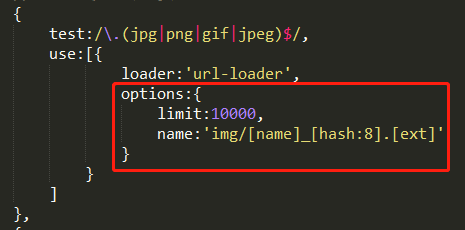 {
test:/\.(jpg|png|gif|jpeg)$/,
use:[{
loader:'url-loader',
options:{
limit:10000,
name:'img/[name]_[hash:8].[ext]'
}
}
]
},